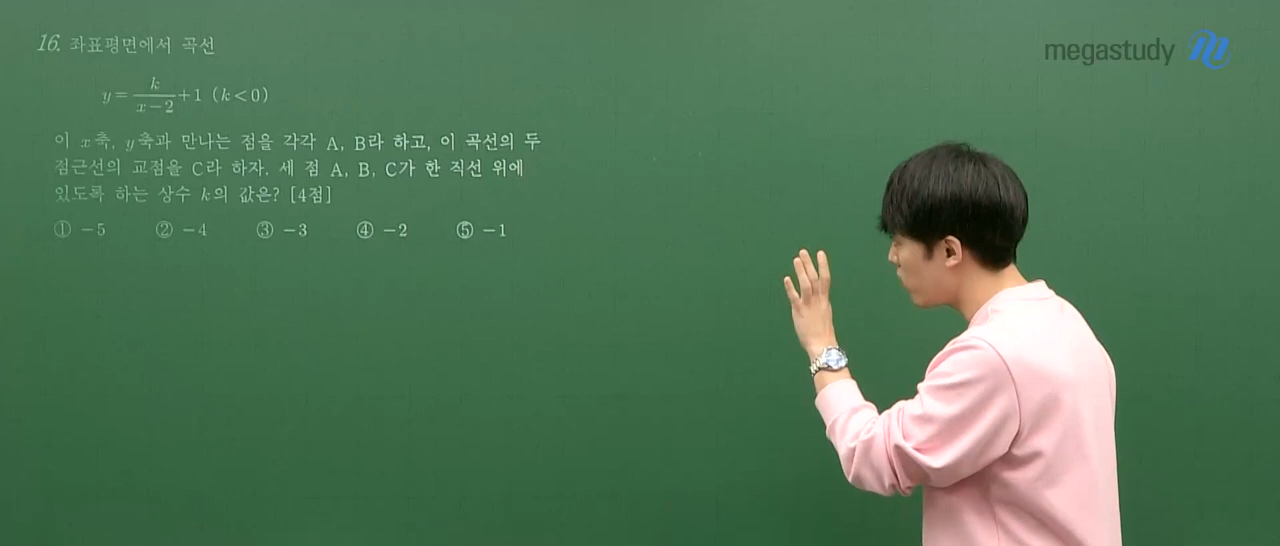 16. 좌표평면에서 곡선
megastudy
y = k/(x-2) + 1 (k<0)
이 x축, y축과 만나는 점을 각각 A, B라 하고, 이 곡선의 두
점근선의 교점을 C라 하자. 세 점 A, B, C가 한 직선 위에
있도록 하는 상수 k의 값은? [4점]
① -5 ② -4 ③ -3 ④ -2 ⑤ -1